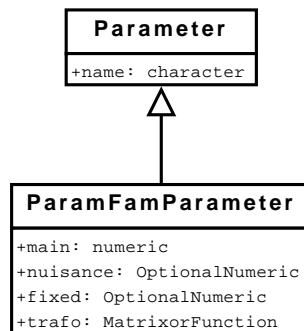 Parameter
+name: character
ParamFamParameter
+main: numeric
+nuisance: OptionalNumeric
+fixed: OptionalNumeric
+trafo: MatrixorFunction